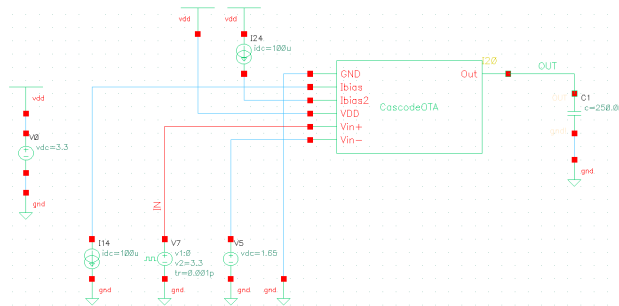 vdd
vdd
I24
idc=100u
I20
GND
Ibias
Ibias2
VDD
Vin+
Vin-
CascodeOTA
Out
OUT
C1
c=250.0
gnd
vdd
V0
vdc=3.3
gnd
IN
I14
idc=100u
gnd
V7
v1:0
v2=3.3
tr=0.001p
gnd
V5
vdc=1.65
gnd
gnd